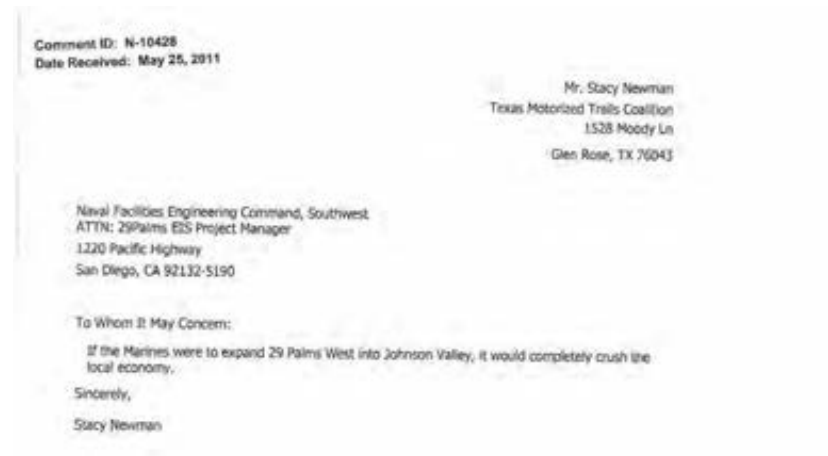 Comment ID: N-10428
Date Received: May 25, 2011
Mr. Stacy Newman
Texas Motorized Trails Coalition
1528 Moody Ln
Glen Rose, TX 76043
Naval Facilities Engineering Command, Southwest
ATTN: 29Palms EIS Project Manager
1220 Pacific Highway
San Diego, CA 92132-5190
To Whom It May Concern:
If the Marines were to expand 29 Palms West into Johnson Valley, it would completely crush the
local economy.
Sincerely,
Stacy Newman